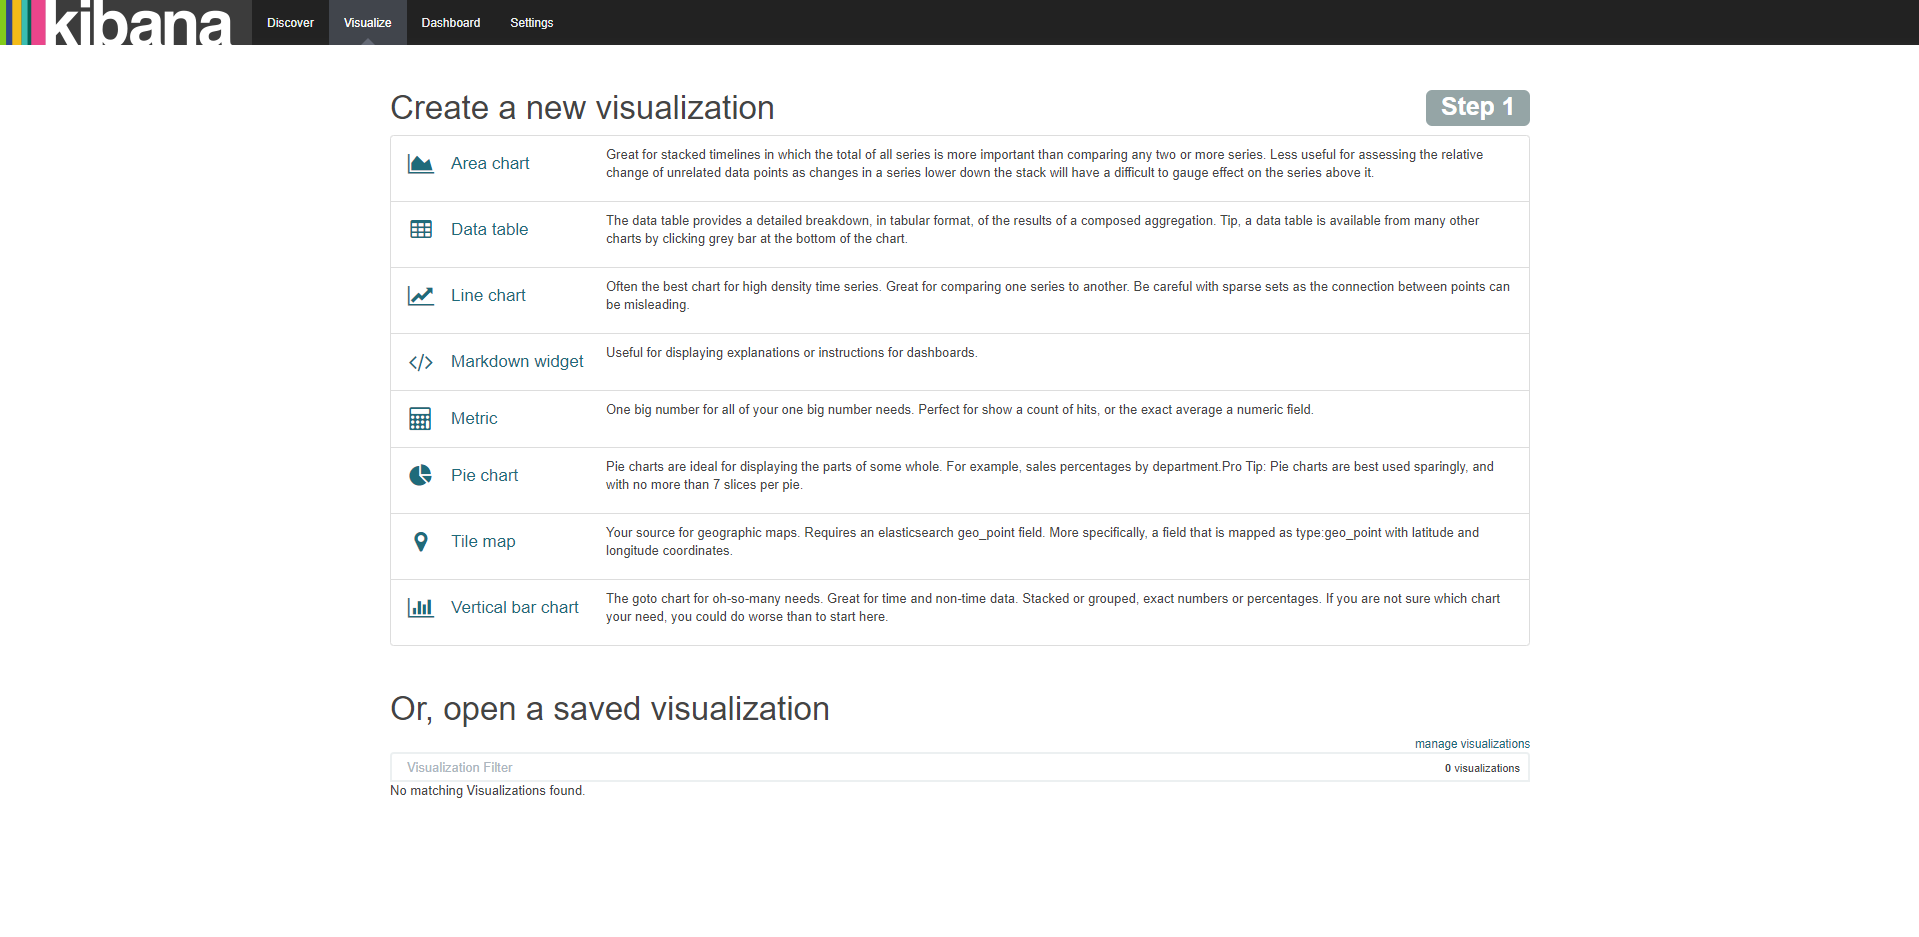 kibana
Discover
Visualize
Dashboard
Settings
Create a new visualization
Step 1
Area chart
Great for stacked timelines in which the total of all series is more important than comparing any two or more series. Less useful for assessing the relative
change of unrelated data points as changes in a series lower down the stack will have a difficult to gauge effect on the series above it.
Data table
The data table provides a detailed breakdown, in tabular format, of the results of a composed aggregation. Tip, a data table is available from many other
charts by clicking grey bar at the bottom of the chart.
Line chart
Often the best chart for high density time series. Great for comparing one series to another. Be careful with sparse sets as the connection between points can
be misleading.
Markdown widget
Useful for displaying explanations or instructions for dashboards.
Metric
One big number for all of your one big number needs. Perfect for show a count of hits, or the exact average a numeric field.
Pie chart
Pie charts are ideal for displaying the parts of some whole. For example, sales percentages by department.Pro Tip: Pie charts are best used sparingly, and
with no more than 7 slices per pie.
Tile map
Your source for geographic maps. Requires an elasticsearch geo_point field. More specifically, a field that is mapped as type:geo_point with latitude and
longitude coordinates.
Vertical bar chart
The goto chart for oh-so-many needs. Great for time and non-time data. Stacked or grouped, exact numbers or percentages. If you are not sure which chart
your need, you could do worse than to start here.
Or, open a saved visualization
manage visualizations
Visualization Filter
0 visualizations
No matching Visualizations found.